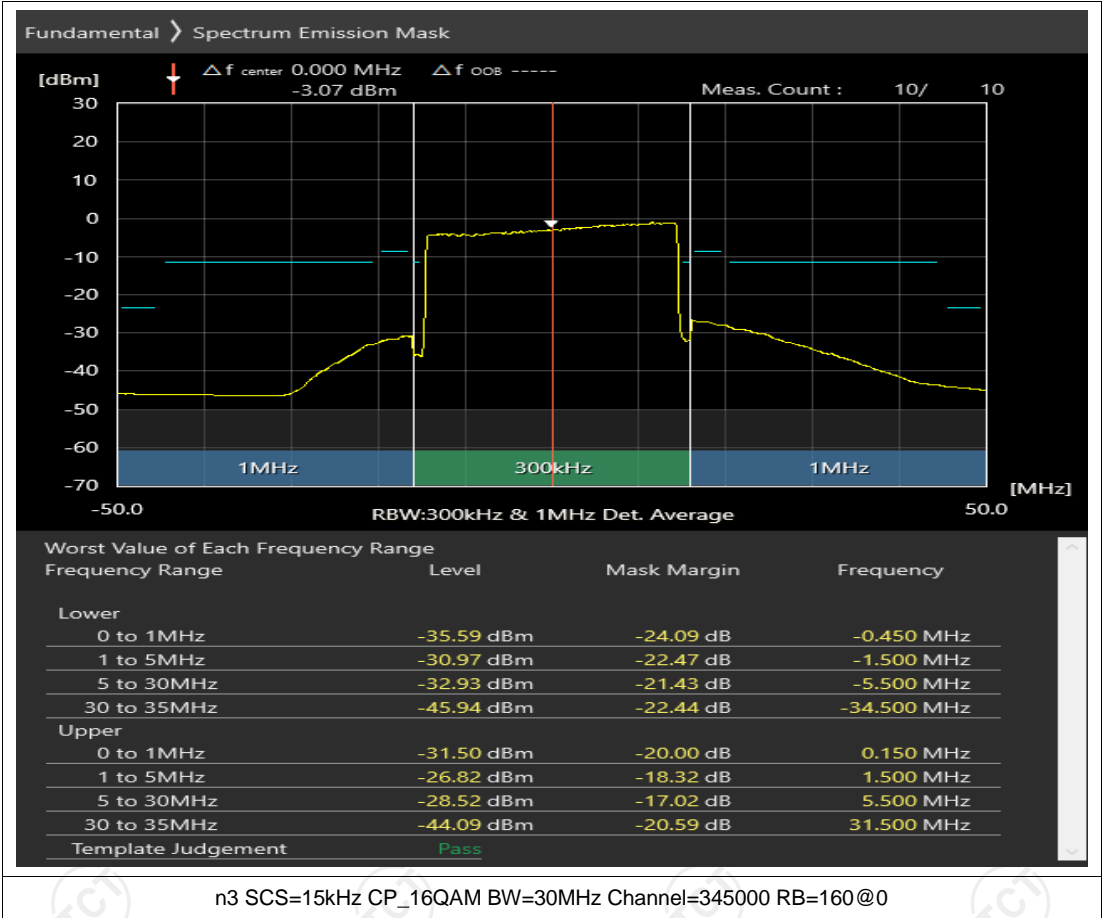 Fundamental ❯ Spectrum Emission Mask
[dBm] △f center 0.000 MHz △f OOB -----
-3.07 dBm Meas. Count : 10/ 10
30
20
10
0
-10
-20
-30
-40
-50
-60
1MHz 300kHz 1MHz
-70
[MHz]
-50.0 RBW:300kHz & 1MHz Det. Average 50.0
Worst Value of Each Frequency Range
Frequency Range Level Mask Margin Frequency
Lower
0 to 1MHz -35.59 dBm -24.09 dB -0.450 MHz
1 to 5MHz -30.97 dBm -22.47 dB -1.500 MHz
5 to 30MHz -32.93 dBm -21.43 dB -5.500 MHz
30 to 35MHz -45.94 dBm -22.44 dB -34.500 MHz
Upper
0 to 1MHz -31.50 dBm -20.00 dB 0.150 MHz
1 to 5MHz -26.82 dBm -18.32 dB 1.500 MHz
5 to 30MHz -28.52 dBm -17.02 dB 5.500 MHz
30 to 35MHz -44.09 dBm -20.59 dB 31.500 MHz
Template Judgement Pass
n3 SCS=15kHz CP_16QAM BW=30MHz Channel=345000 RB=160@0
TCT TCT TCT TCT